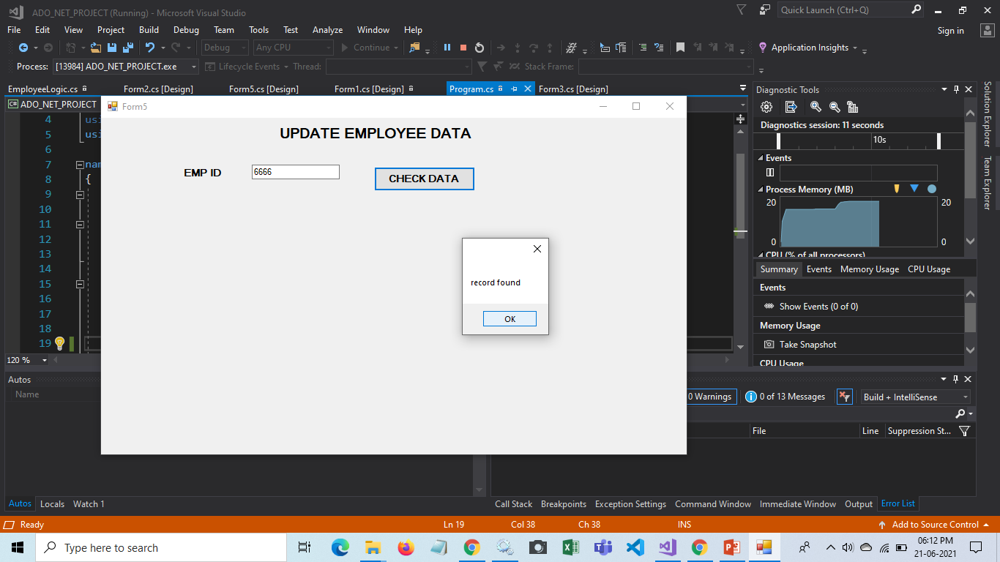 ADO_NET_PROJECT (Running) - Microsoft Visual Studio
Quick Launch (Ctrl+Q)
File Edit View Project Build Debug Team Tools Test Analyze Window Help
Sign in
Debug Any CPU Continue Application Insights
Process: [13984] ADO_NET_PROJECT.exe Lifecycle Events Thread: Stack Frame:
EmployeeLogic.cs Form2.cs [Design] Form5.cs [Design] Form1.cs [Design] Program.cs Form3.cs [Design]
C# ADO_NET_PROJECT
Form5
UPDATE EMPLOYEE DATA
EMP ID 6666 CHECK DATA
record found
OK
4 usi
5 usi
6
7 nam
8 {
9
10
11
12
13
14
15
16
17
18
19
120 %
Diagnostic Tools
Diagnostics session: 11 seconds
10s
Events
Process Memory (MB)
20 20
0 0
CPU (% of all processors)
Summary Events Memory Usage CPU Usage
Events
Show Events (0 of 0)
Memory Usage
Take Snapshot
CPU Usage
Solution Explorer
Team Explorer
Autos
Name
0 Warnings 0 of 13 Messages Build + IntelliSense
File Line Suppression St...
Autos Locals Watch 1
Call Stack Breakpoints Exception Settings Command Window Immediate Window Output Error List
Ready Ln 19 Col 38 Ch 38 INS Add to Source Control
Type here to search
06:12 PM
21-06-2021